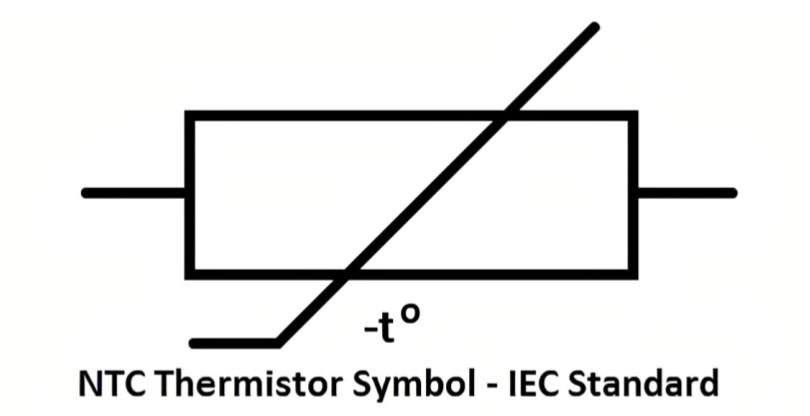 -t°
NTC Thermistor Symbol - IEC Standard